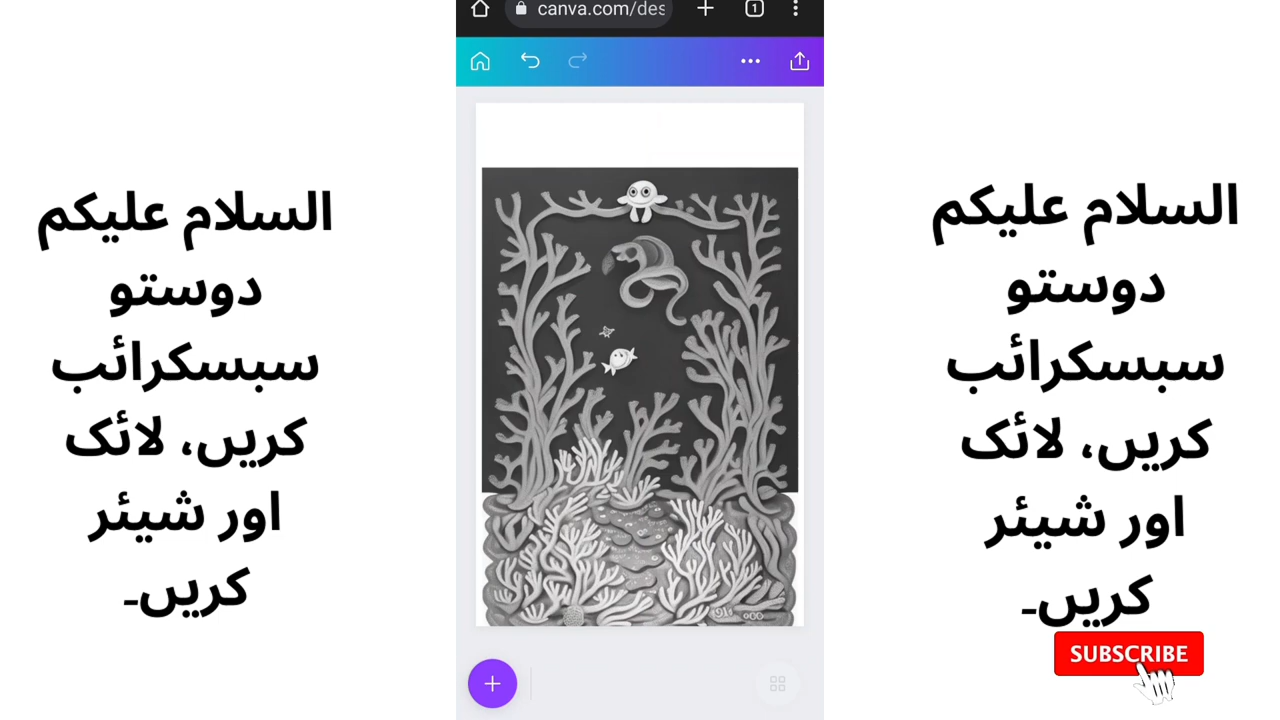 canva.com/des
1
السلام علیکم
دوستو
سبسکرائب
کریں، لائک
اور شیئر
کریں۔
السلام علیکم
دوستو
سبسکرائب
کریں، لائک
اور شیئر
کریں۔
SUBSCRIBE